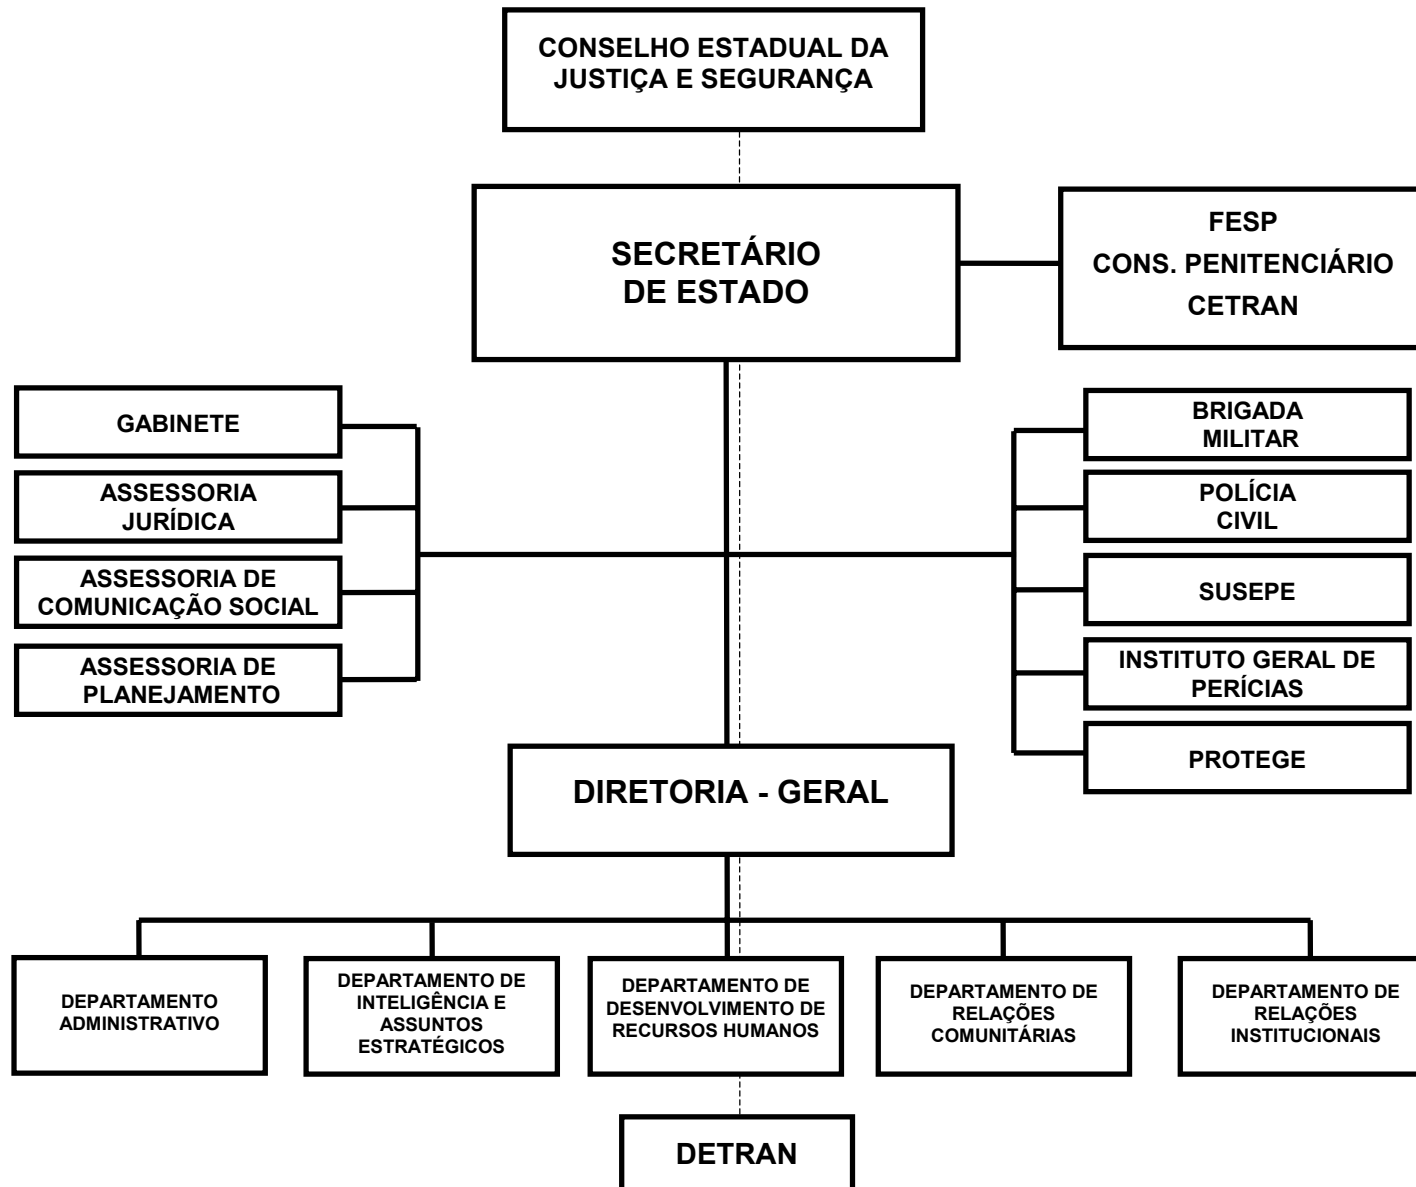 CONSELHO ESTADUAL DA
JUSTIÇA E SEGURANÇA
SECRETÁRIO
DE ESTADO
FESP
CONS. PENITENCIÁRIO
CETRAN
GABINETE
ASSESSORIA
JURÍDICA
ASSESSORIA DE
COMUNICAÇÃO SOCIAL
ASSESSORIA DE
PLANEJAMENTO
BRIGADA
MILITAR
POLÍCIA
CIVIL
SUSEPE
INSTITUTO GERAL DE
PERÍCIAS
PROTEGE
DIRETORIA - GERAL
DEPARTAMENTO
ADMINISTRATIVO
DEPARTAMENTO DE
INTELIGÊNCIA E
ASSUNTOS
ESTRATÉGICOS
DEPARTAMENTO DE
DESENVOLVIMENTO DE
RECURSOS HUMANOS
DEPARTAMENTO DE
RELAÇÕES
COMUNITÁRIAS
DEPARTAMENTO DE
RELAÇÕES
INSTITUCIONAIS
DETRAN